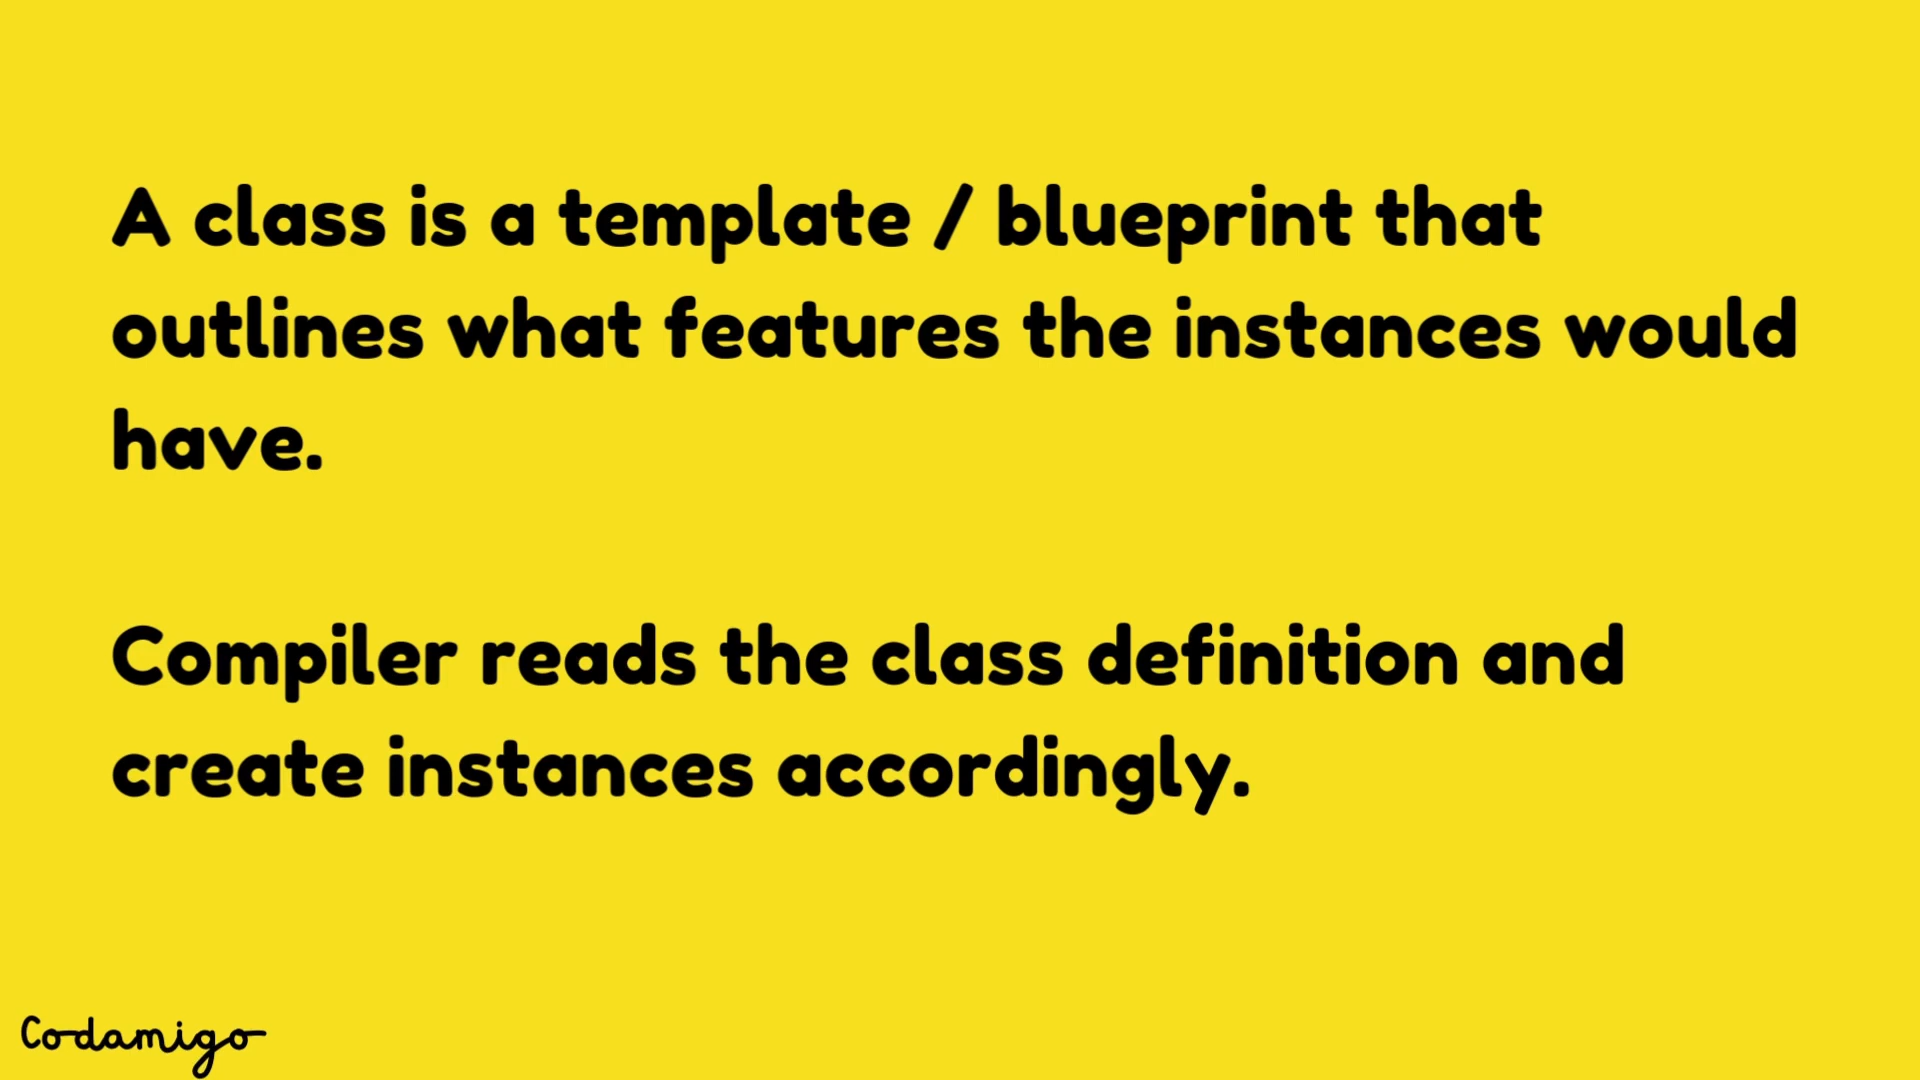 A class is a template / blueprint that
outlines what features the instances would
have.
Compiler reads the class definition and
create instances accordingly.
Codamigo